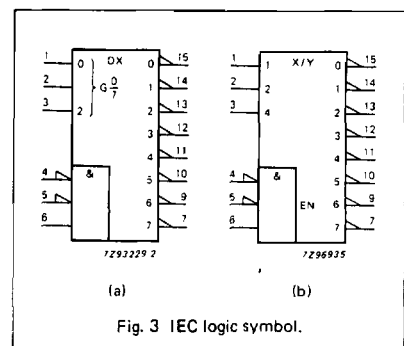 DX
1 0 0 15
2 G 0/7 1 14
3 2 2 13
3 12
4 11
4 & 5 10
5 6 9
6 7 7
7Z93229 2
(a)
X/Y
1 1 0 15
2 2 1 14
3 4 2 13
3 12
4 11
4 & 5 10
5 EN 6 9
6 7 7
7Z96935
(b)
Fig. 3 IEC logic symbol.